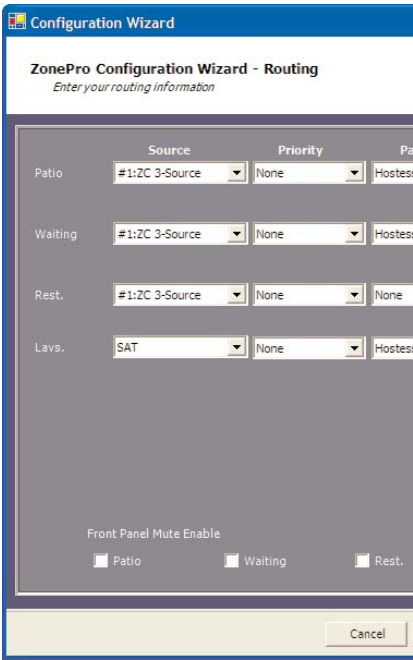 Configuration Wizard
ZonePro Configuration Wizard - Routing
Enter your routing information
Source Priority
Patio #1:ZC 3-Source None
Waiting #1:ZC 3-Source None
Rest. #1:ZC 3-Source None None
Lavs. SAT None
Front Panel Mute Enable
Patio Waiting Rest.
Cancel